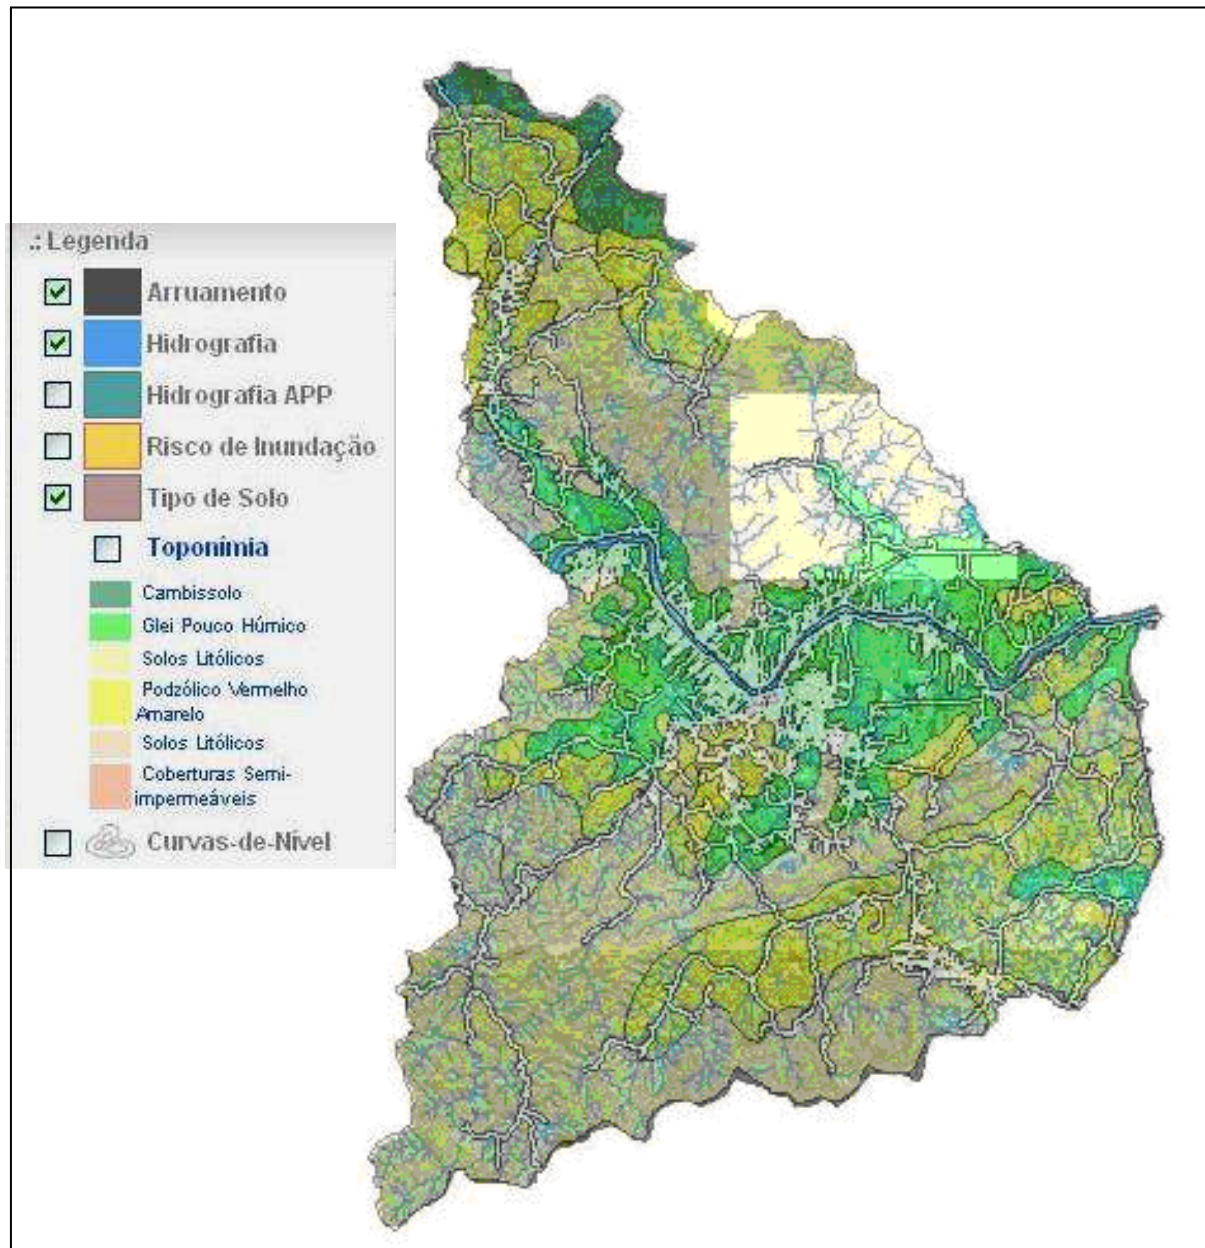 .: Legenda
Arruamento
Hidrografia
Hidrografia APP
Risco de Inundação
Tipo de Solo
Toponímia
Cambissolo
Glei Pouco Húmico
Solos Litólicos
Podzólico Vermelho
Amarelo
Solos Litólicos
Coberturas Semi-
impermeáveis
Curvas-de-Nível